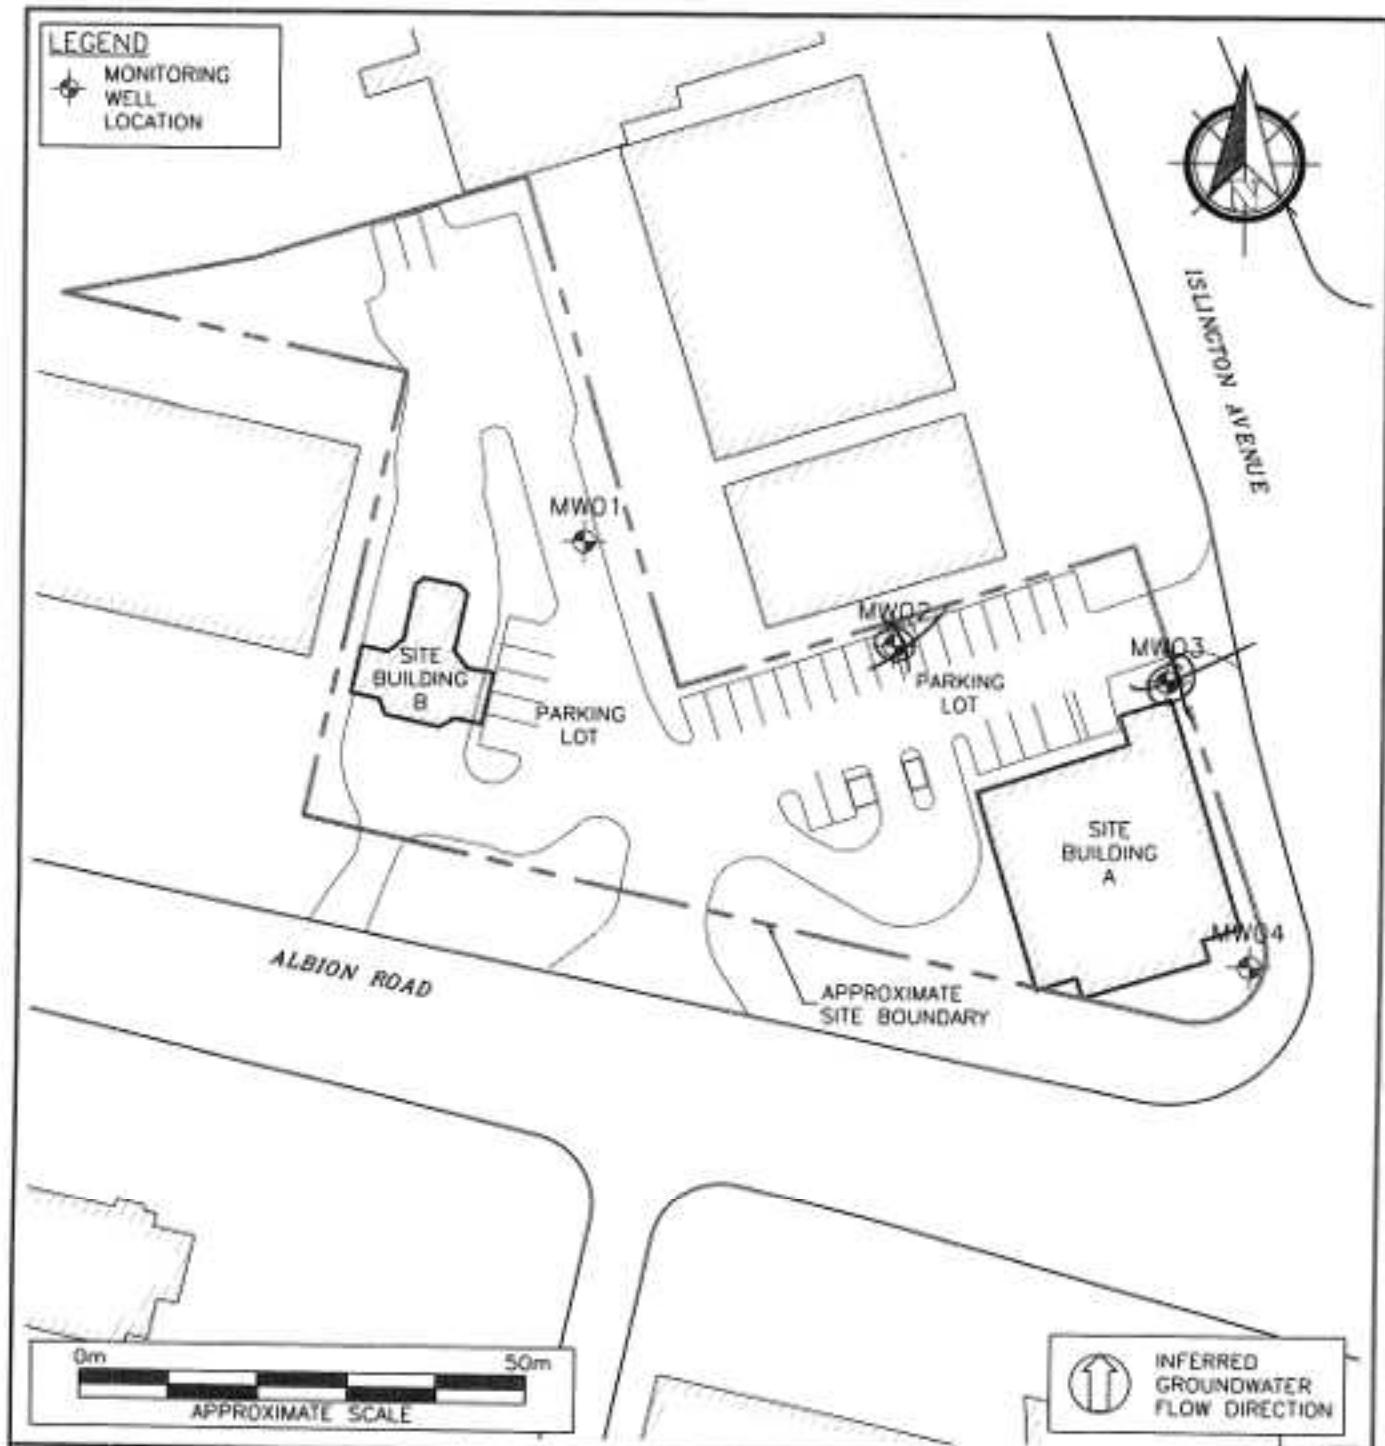 LEGEND
MONITORING
WELL
LOCATION
N
ISLINGTON AVENUE
MW01
MW02
MW03
SITE
BUILDING
B
PARKING
LOT
PARKING
LOT
SITE
BUILDING
A
MW04
ALBION ROAD
APPROXIMATE
SITE BOUNDARY
0m 50m
APPROXIMATE SCALE
INFERRED
GROUNDWATER
FLOW DIRECTION